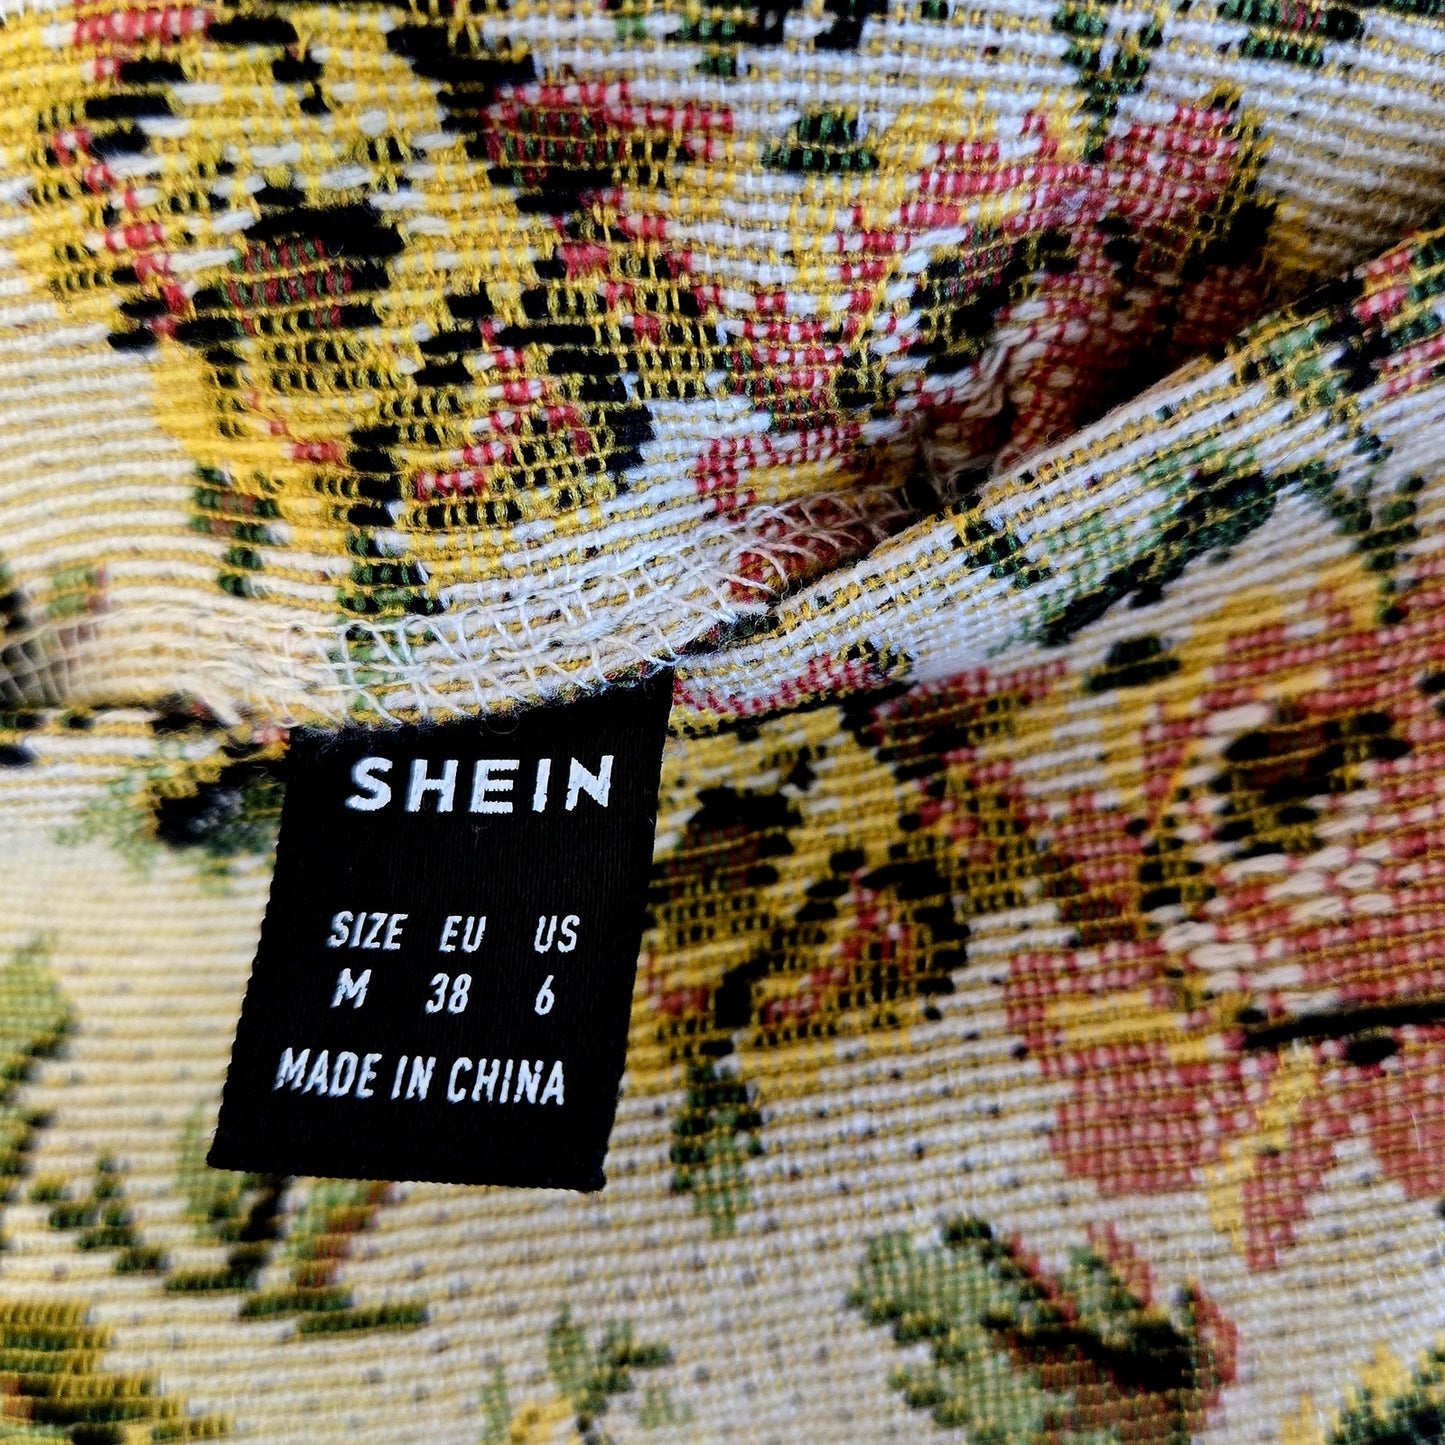 SHEIN
SIZE EU US
M 38 6
MADE IN CHINA